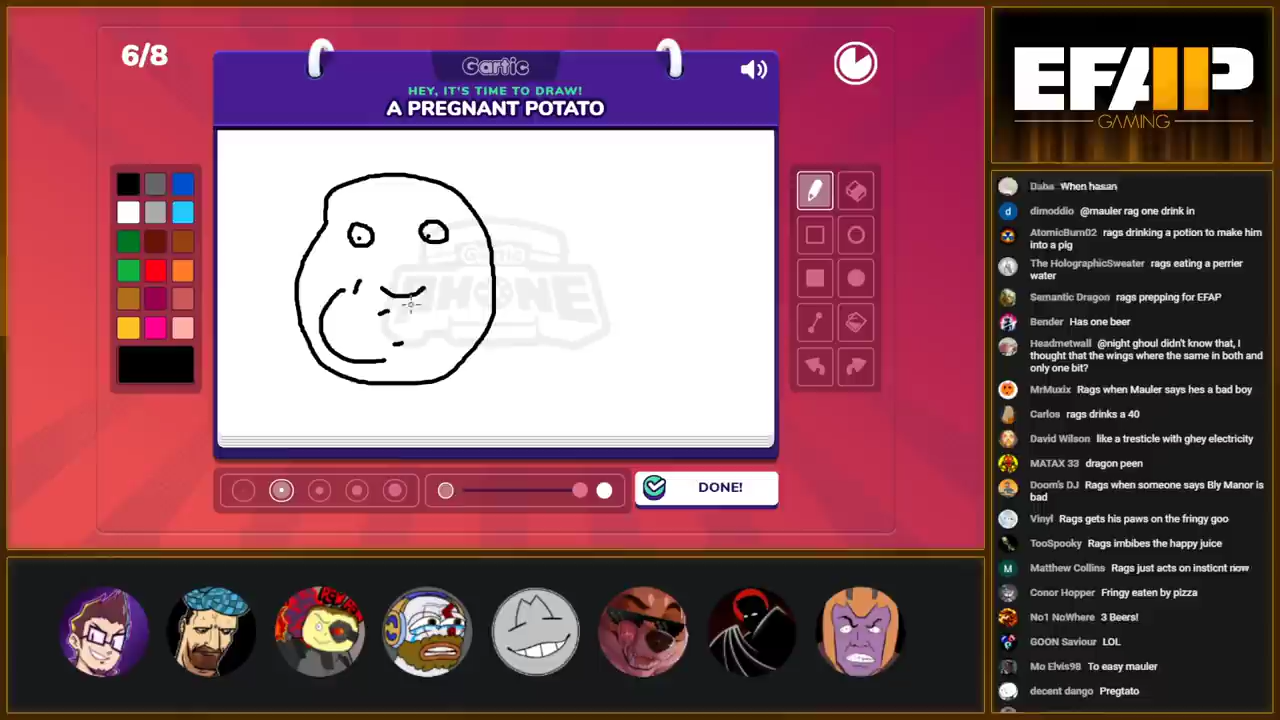 6/8
Gartic
HEY, IT'S TIME TO DRAW!
A PREGNANT POTATO
Gartic
PHONE
DONE!
EFAP
GAMING
Daba When hasan
dimoddio @mauler rag one drink in
AtomicBum02 rags drinking a potion to make him
into a pig
The HolographicSweater rags eating a perrier
water
Semantic Dragon rags prepping for EFAP
Bender Has one beer
Headmetwall @night ghoul didn't know that, I
thought that the wings where the same in both and
only one bit?
MrMuxix Rags when Mauler says hes a bad boy
Carlos rags drinks a 40
David Wilson like a tresticle with ghey electricity
MATAX 33 dragon peen
Doom's DJ Rags when someone says Bly Manor is
bad
Vinyl Rags gets his paws on the fringy goo
TooSpooky Rags imbibes the happy juice
M
Matthew Collins Rags just acts on insticnt now
Conor Hopper Fringy eaten by pizza
No1 NoWhere 3 Beers!
GOON Saviour LOL
Mo Elvis98 To easy mauler
decent dango Pregtato